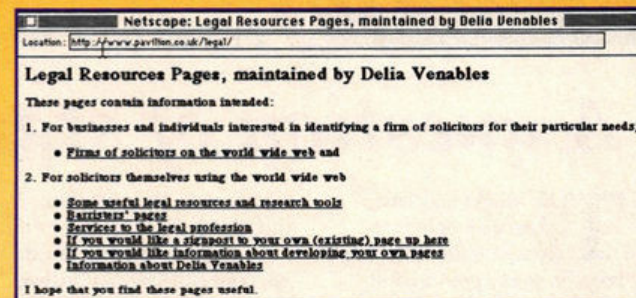 Netscape: Legal Resources Pages, maintained by Delia Venables
Location: http://www.pavilion.co.uk/legal/
Legal Resources Pages, maintained by Delia Venables
These pages contain information intended:
1. For businesses and individuals interested in identifying a firm of solicitors for their particular needs,
• Firms of solicitors on the world wide web and
2. For solicitors themselves using the world wide web
• Some useful legal resources and research tools
• Barristers' pages
• Services to the legal profession
• If you would like a signpost to your own (existing) page up here
• If you would like information about developing your own pages
• Information about Delia Venables
I hope that you find these pages useful.